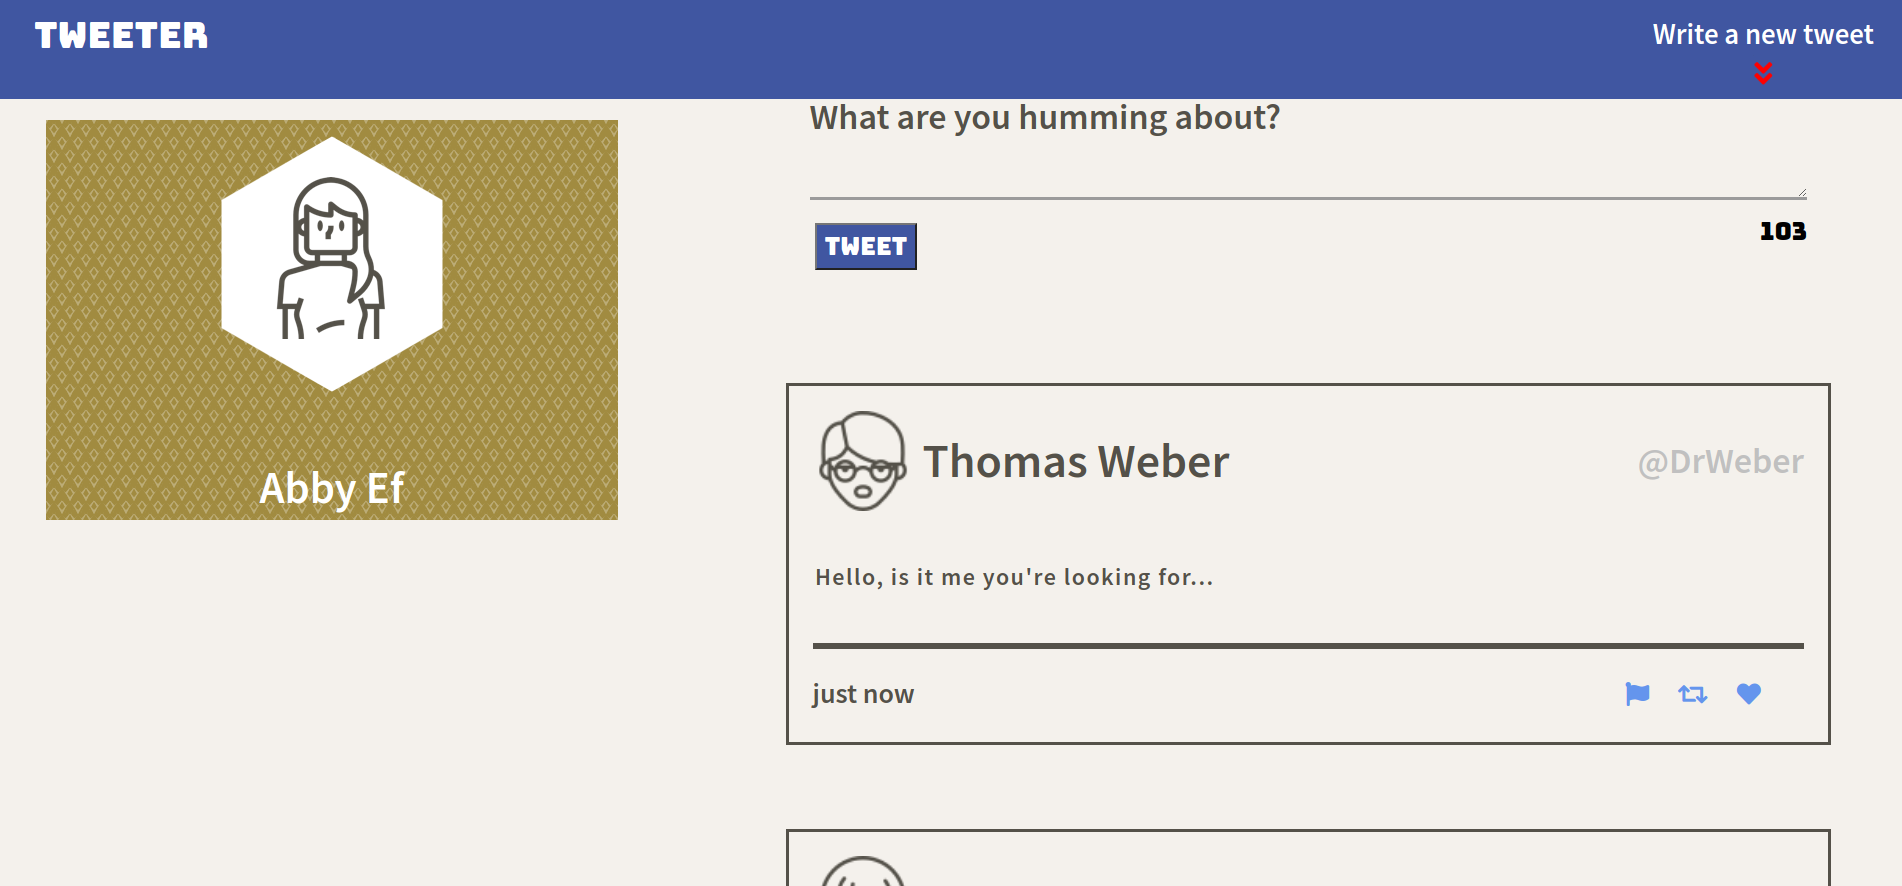 TWEETER
Write a new tweet
What are you humming about?
TWEET
103
Abby Ef
Thomas Weber
@DrWeber
Hello, is it me you're looking for...
just now